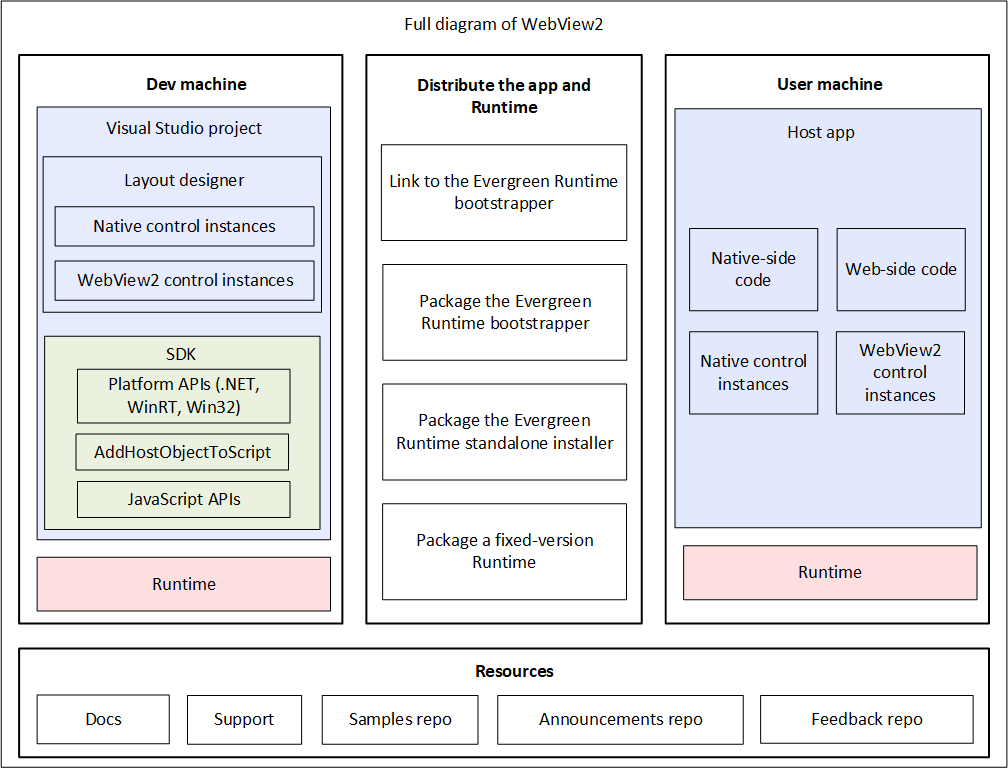 Full diagram of WebView2
Dev machine
Visual Studio project
Layout designer
Native control instances
WebView2 control instances
SDK
Platform APIs (.NET,
WinRT, Win32)
AddHostObjectToScript
JavaScript APIs
Runtime
Distribute the app and
Runtime
Link to the Evergreen Runtime
bootstrapper
Package the Evergreen
Runtime bootstrapper
Package the Evergreen
Runtime standalone installer
Package a fixed-version
Runtime
User machine
Host app
Native-side
code
Web-side code
Native control
instances
WebView2
control
instances
Runtime
Resources
Docs
Support
Samples repo
Announcements repo
Feedback repo